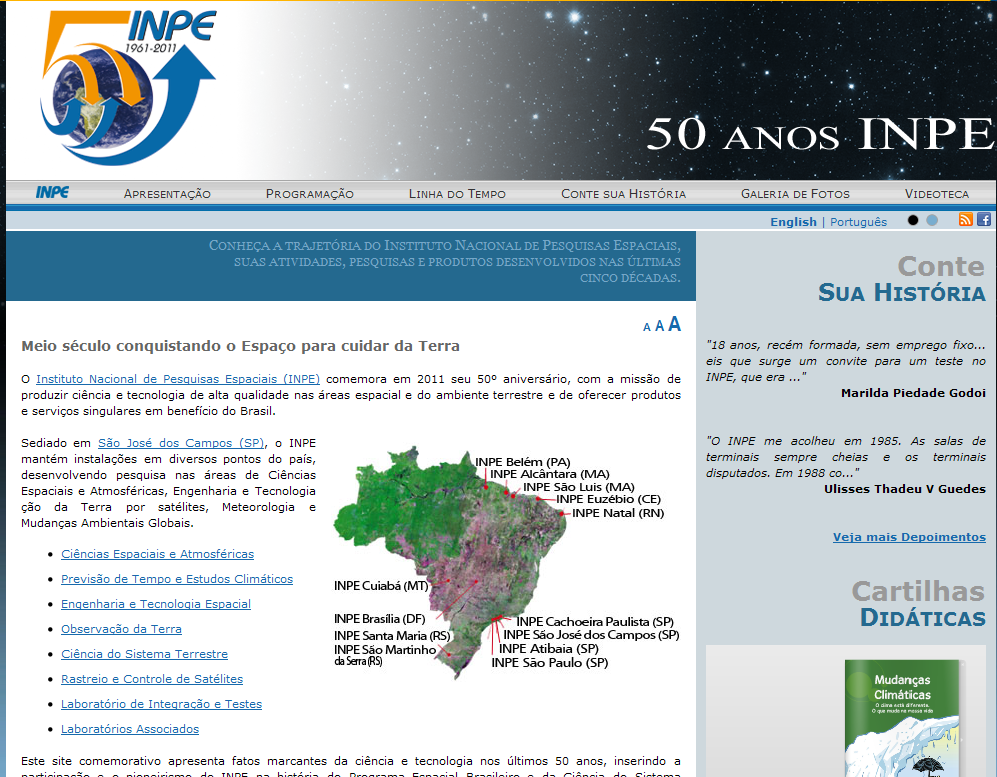 INPE
1961-2011
50 ANOS INPE
INPE
APRESENTAÇÃO
PROGRAMAÇÃO
LINHA DO TEMPO
CONTE SUA HISTÓRIA
GALERIA DE FOTOS
VIDEOTECA
English | Português
CONHEÇA A TRAJETÓRIA DO INSTITUTO NACIONAL DE PESQUISAS ESPACIAIS,
SUAS ATIVIDADES, PESQUISAS E PRODUTOS DESENVOLVIDOS NAS ÚLTIMAS
CINCO DÉCADAS.
A A A
Meio século conquistando o Espaço para cuidar da Terra
O Instituto Nacional de Pesquisas Espaciais (INPE) comemora em 2011 seu 50º aniversário, com a missão de
produzir ciência e tecnologia de alta qualidade nas áreas espacial e do ambiente terrestre e de oferecer produtos
e serviços singulares em benefício do Brasil.
Sediado em São José dos Campos (SP), o INPE
mantém instalações em diversos pontos do país,
desenvolvendo pesquisa nas áreas de Ciências
Espaciais e Atmosféricas, Engenharia e Tecnologia
ção da Terra por satélites, Meteorologia e
Mudanças Ambientais Globais.
INPE Belém (PA)
INPE Alcântara (MA)
INPE São Luis (MA)
INPE Euzébio (CE)
INPE Natal (RN)
INPE Cuiabá (MT)
INPE Brasília (DF)
INPE Santa Maria (RS)
INPE São Martinho
da Serra (RS)
INPE Cachoeira Paulista (SP)
INPE São José dos Campos (SP)
INPE Atibaia (SP)
INPE São Paulo (SP)
Ciências Espaciais e Atmosféricas
Previsão de Tempo e Estudos Climáticos
Engenharia e Tecnologia Espacial
Observação da Terra
Ciência do Sistema Terrestre
Rastreio e Controle de Satélites
Laboratório de Integração e Testes
Laboratórios Associados
Este site comemorativo apresenta fatos marcantes da ciência e tecnologia nos últimos 50 anos, inserindo a
participação e o pioneirismo do INPE na história do Programa Espacial Brasileiro e da Ciência do Sistema
Conte
SUA HISTÓRIA
"18 anos, recém formada, sem emprego fixo...
eis que surge um convite para um teste no
INPE, que era ..."
Marilda Piedade Godoi
"O INPE me acolheu em 1985. As salas de
terminais sempre cheias e os terminais
disputados. Em 1988 co..."
Ulisses Thadeu V Guedes
Veja mais Depoimentos
Cartilhas
DIDÁTICAS
Mudanças
Climáticas
O clima está diferente.
O que muda na nossa vida